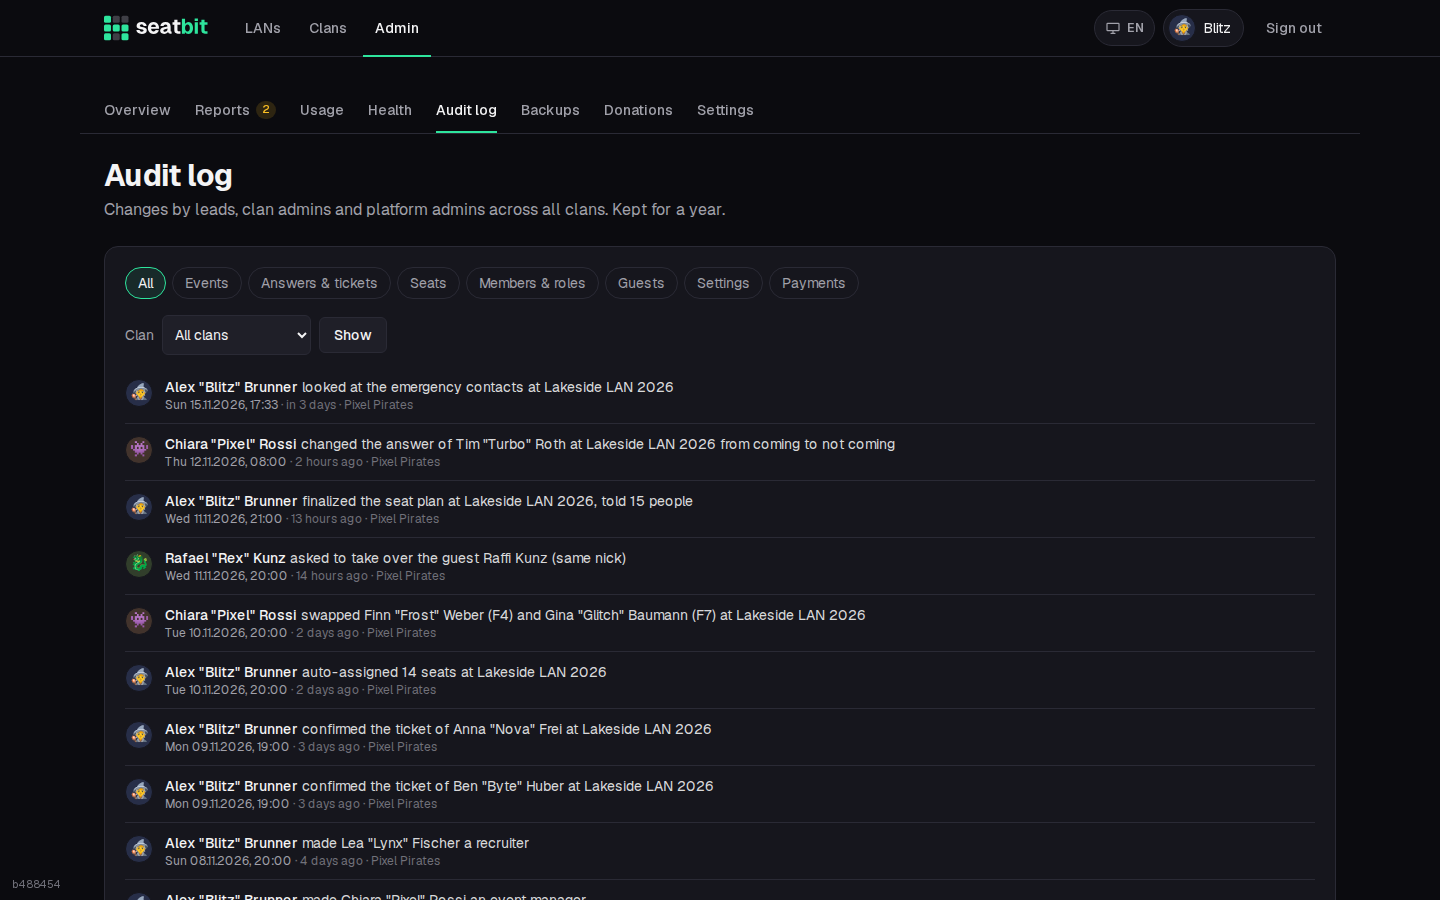 seatbit
LANs
Clans
Admin
EN
Blitz
Sign out
Overview
Reports 2
Usage
Health
Audit log
Backups
Donations
Settings
Audit log
Changes by leads, clan admins and platform admins across all clans. Kept for a year.
All
Events
Answers & tickets
Seats
Members & roles
Guests
Settings
Payments
Clan
All clans
Show
Alex "Blitz" Brunner looked at the emergency contacts at Lakeside LAN 2026
Sun 15.11.2026, 17:33 · in 3 days · Pixel Pirates
Chiara "Pixel" Rossi changed the answer of Tim "Turbo" Roth at Lakeside LAN 2026 from coming to not coming
Thu 12.11.2026, 08:00 · 2 hours ago · Pixel Pirates
Alex "Blitz" Brunner finalized the seat plan at Lakeside LAN 2026, told 15 people
Wed 11.11.2026, 21:00 · 13 hours ago · Pixel Pirates
Rafael "Rex" Kunz asked to take over the guest Raffi Kunz (same nick)
Wed 11.11.2026, 20:00 · 14 hours ago · Pixel Pirates
Chiara "Pixel" Rossi swapped Finn "Frost" Weber (F4) and Gina "Glitch" Baumann (F7) at Lakeside LAN 2026
Tue 10.11.2026, 20:00 · 2 days ago · Pixel Pirates
Alex "Blitz" Brunner auto-assigned 14 seats at Lakeside LAN 2026
Tue 10.11.2026, 20:00 · 2 days ago · Pixel Pirates
Alex "Blitz" Brunner confirmed the ticket of Anna "Nova" Frei at Lakeside LAN 2026
Mon 09.11.2026, 19:00 · 3 days ago · Pixel Pirates
Alex "Blitz" Brunner confirmed the ticket of Ben "Byte" Huber at Lakeside LAN 2026
Mon 09.11.2026, 19:00 · 3 days ago · Pixel Pirates
Alex "Blitz" Brunner made Lea "Lynx" Fischer a recruiter
Sun 08.11.2026, 20:00 · 4 days ago · Pixel Pirates
Alex "Blitz" Brunner made Chiara "Pixel" Rossi an event manager
b488454